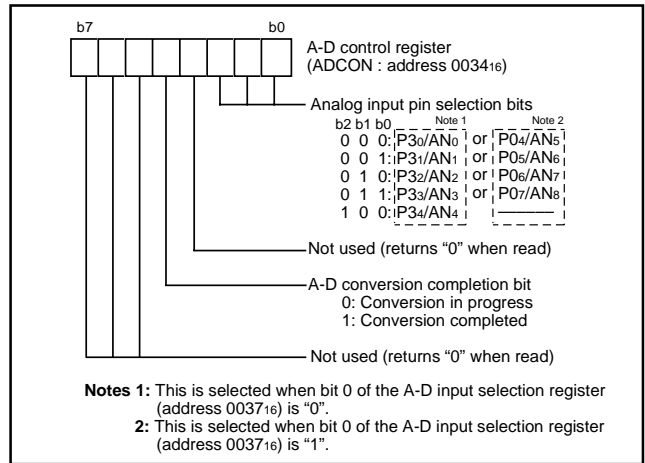 b7 b0
A-D control register
(ADCON : address 003416)
Analog input pin selection bits
b2 b1 b0 Note 1 Note 2
0 0 0: P30/AN0 or P04/AN5
0 0 1: P31/AN1 or P05/AN6
0 1 0: P32/AN2 or P06/AN7
0 1 1: P33/AN3 or P07/AN8
1 0 0: P34/AN4 ———
Not used (returns “0” when read)
A-D conversion completion bit
0: Conversion in progress
1: Conversion completed
Not used (returns “0” when read)
Notes 1: This is selected when bit 0 of the A-D input selection register
(address 003716) is “0”.
2: This is selected when bit 0 of the A-D input selection register
(address 003716) is “1”.